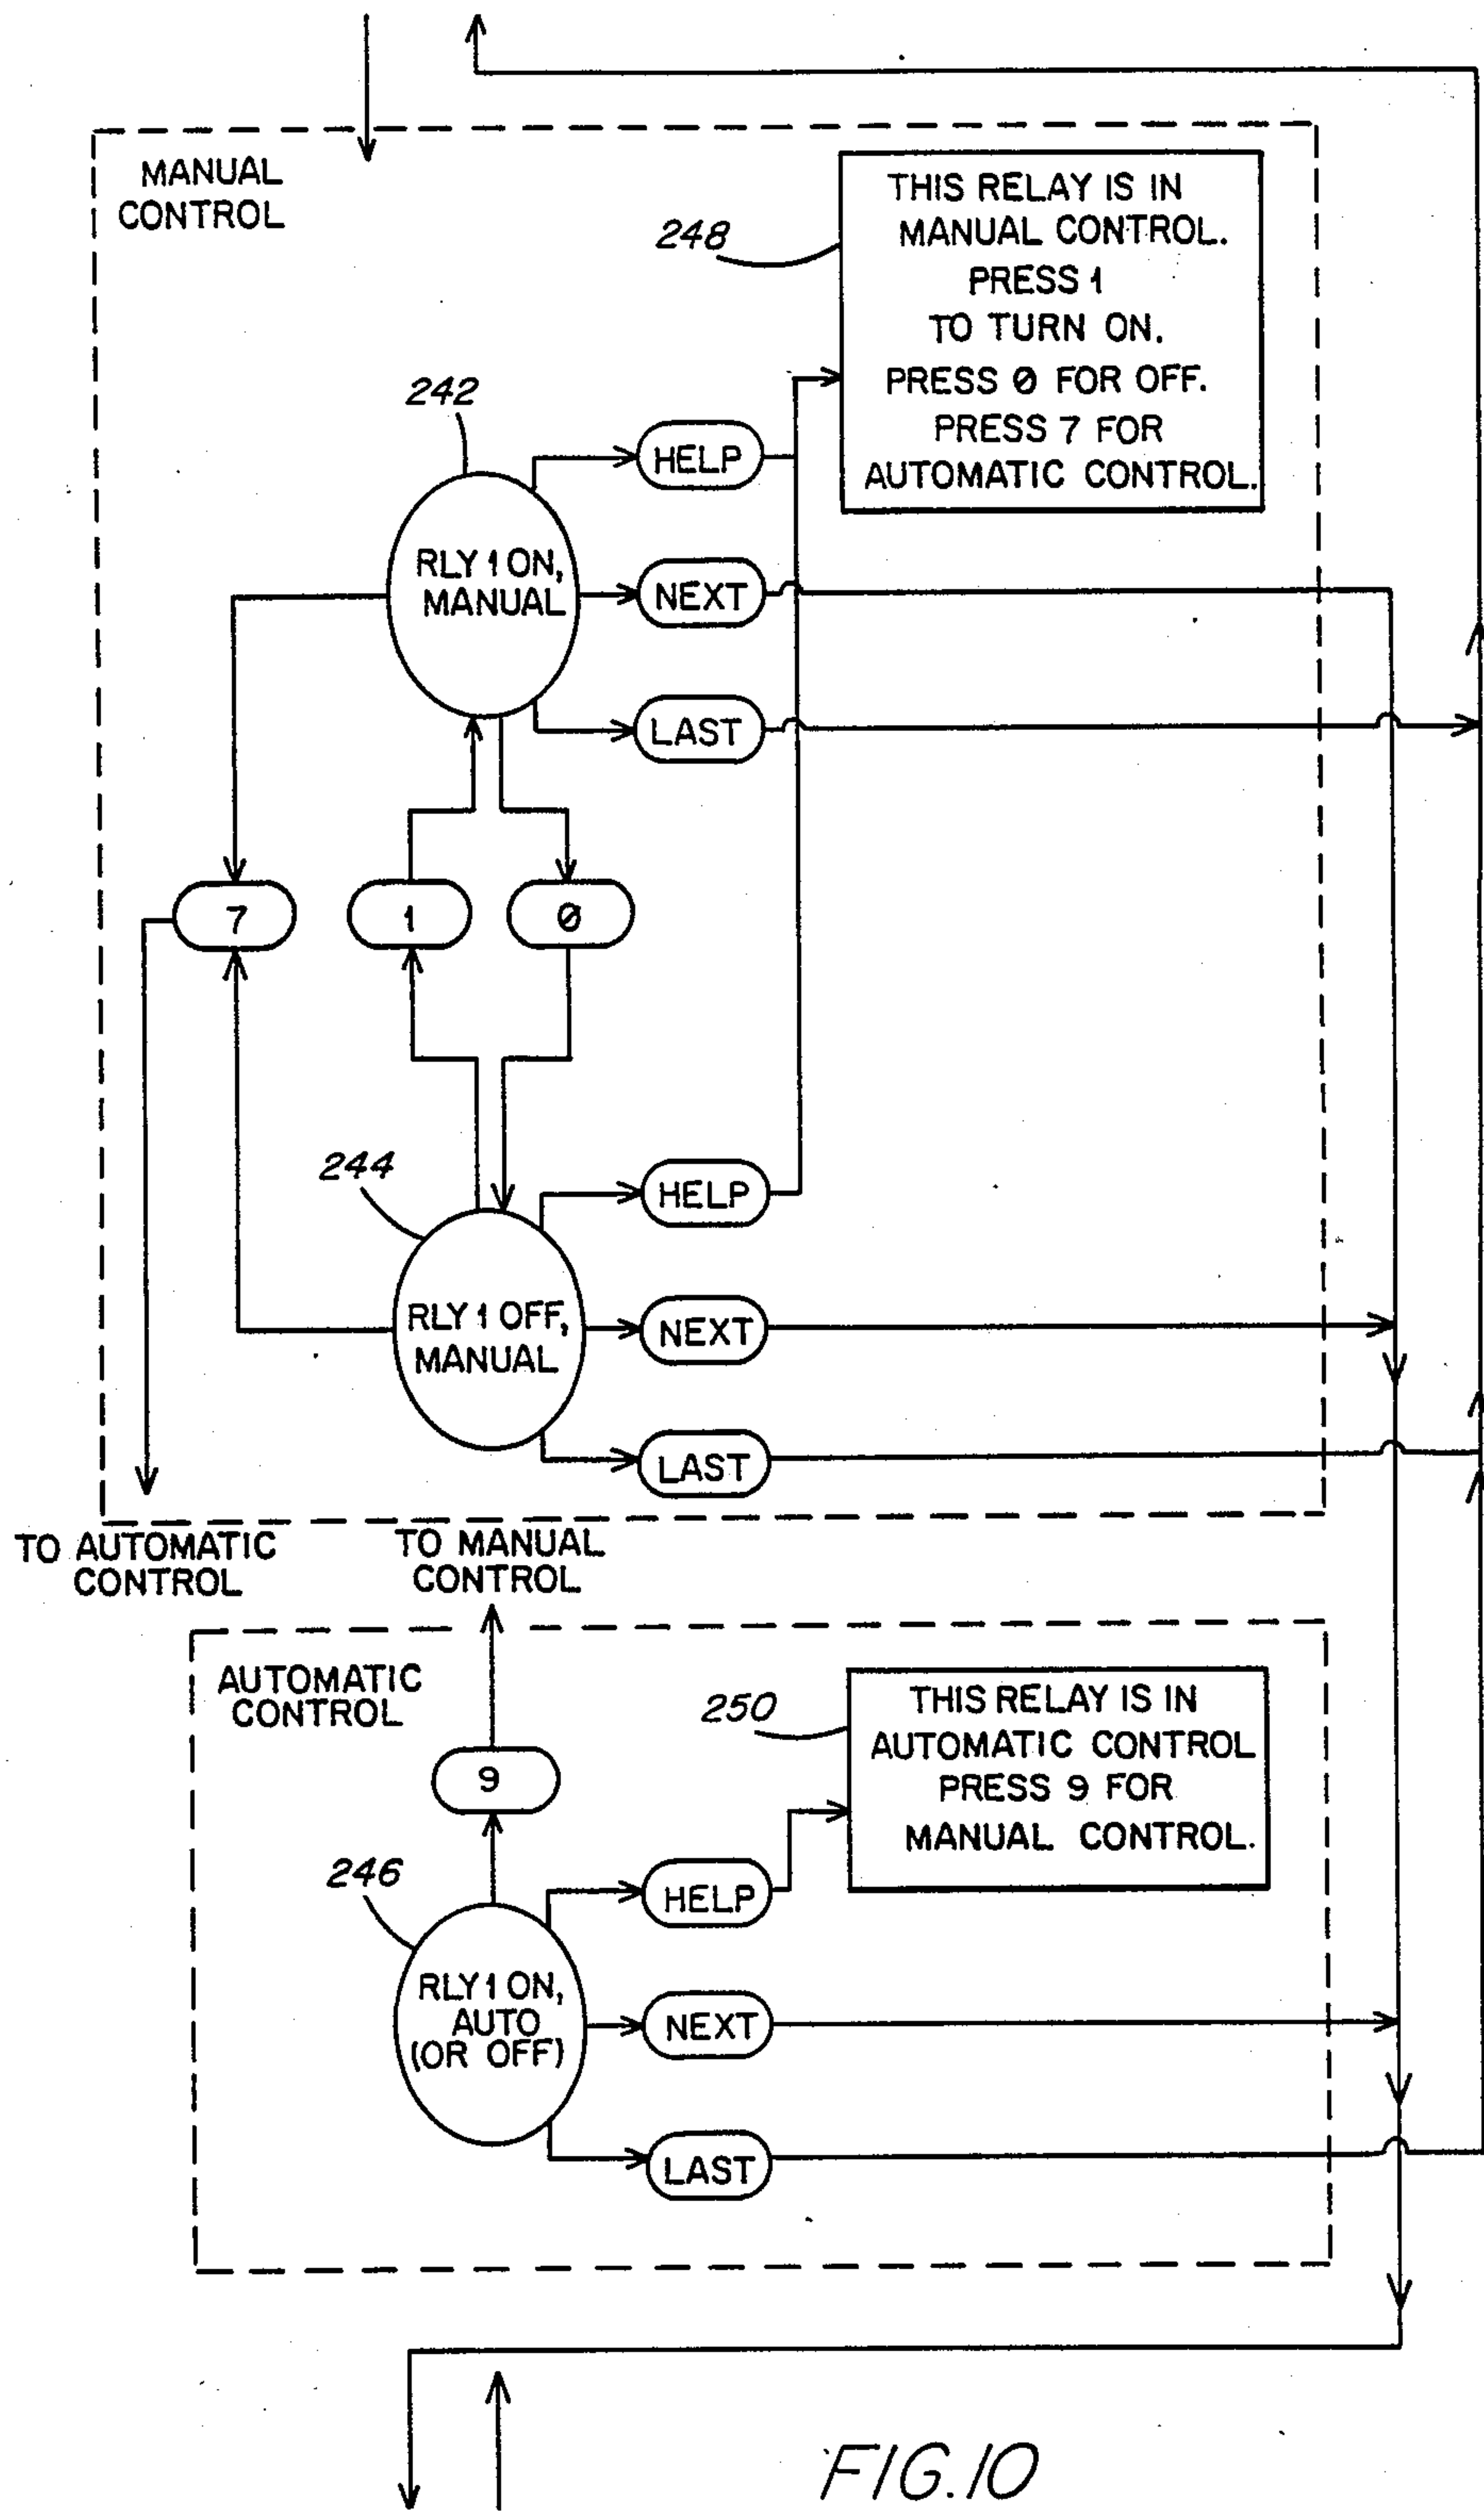 MANUAL
CONTROL
248
THIS RELAY IS IN
MANUAL CONTROL.
PRESS 1
TO TURN ON.
PRESS 0 FOR OFF.
PRESS 7 FOR
AUTOMATIC CONTROL.
242
HELP
RLY 1 ON,
MANUAL
NEXT
LAST
7
1
0
244
HELP
RLY 1 OFF,
MANUAL
NEXT
LAST
TO AUTOMATIC
CONTROL
TO MANUAL
CONTROL
AUTOMATIC
CONTROL
250
THIS RELAY IS IN
AUTOMATIC CONTROL
PRESS 9 FOR
MANUAL CONTROL.
9
246
HELP
RLY 1 ON,
AUTO
(OR OFF)
NEXT
LAST
FIG.10